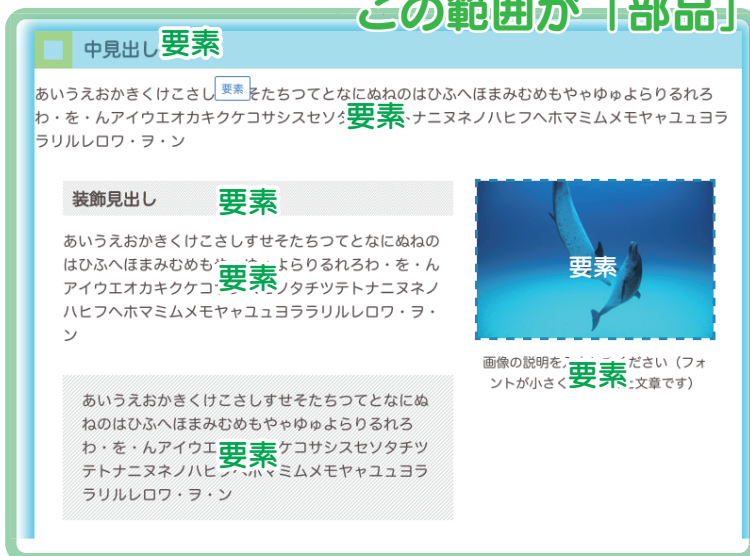 この範囲が「部品」
中見出し
要素
あいうえおかきくけこさし 要素 そたちつてとなにぬねのはひふへほまみむめもやゃゆゅよらりるれろ
わ・を・んアイウエオカキクケコサシスセソ 要素 トナニヌネノハヒフヘホマミムメモヤャユュヨラ
ラリルレロワ・ヲ・ン
装飾見出し
要素
あいうえおかきくけこさしすせそたちつてとなにぬねの
はひふへほまみむめも 要素 よらりるれろわ・を・ん
アイウエオカキクケコ ソタチツテトナニヌネノ
ハヒフヘホマミムメモヤャユュヨララリルレロワ・ヲ・
ン
要素
画像の説明を ください（フォ
ントが小さく 要素 文章です）
あいうえおかきくけこさしすせそたちつてとなにぬ
ねのはひふへほまみむめもやゃゆゅよらりるれろ
わ・を・んアイウエ 要素 ケコサシスセソタチツ
テトナニヌネノハヒ ホマミムメモヤャユュヨラ
ラリルレロワ・ヲ・ン